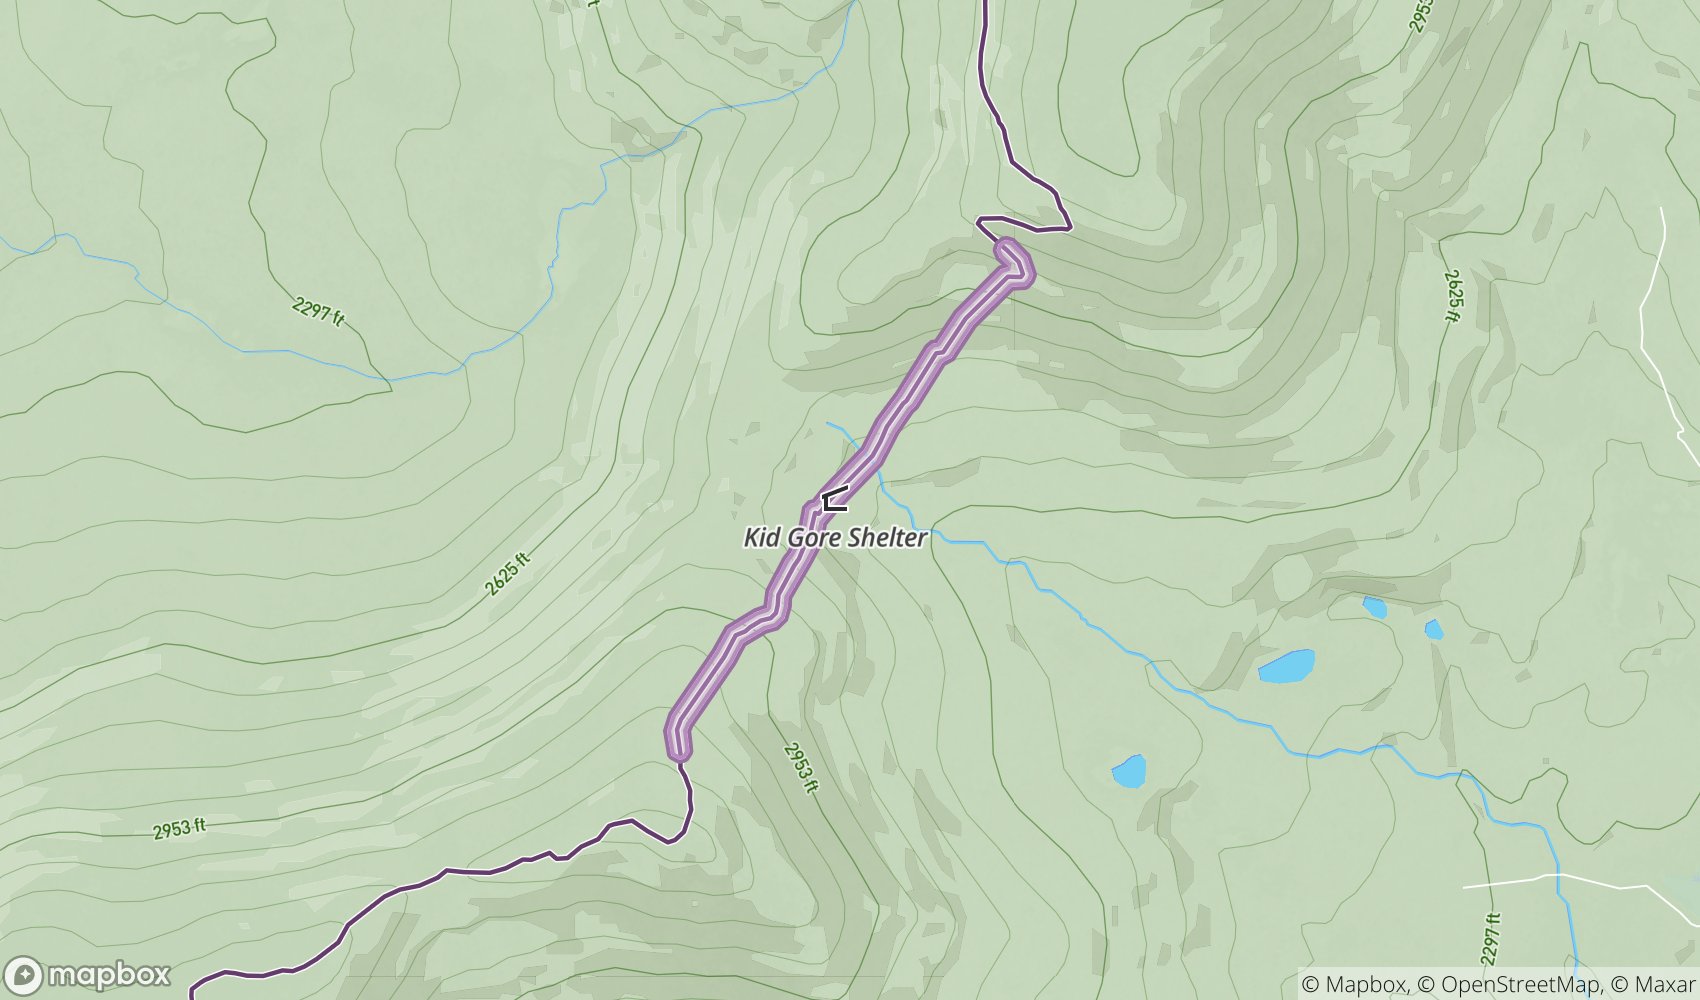 2953
2297 ft
2625 ft
Kid Gore Shelter
2625 ft
2953 ft
2953 ft
2297 ft
mapbox
© Mapbox, © OpenStreetMap, © Maxar